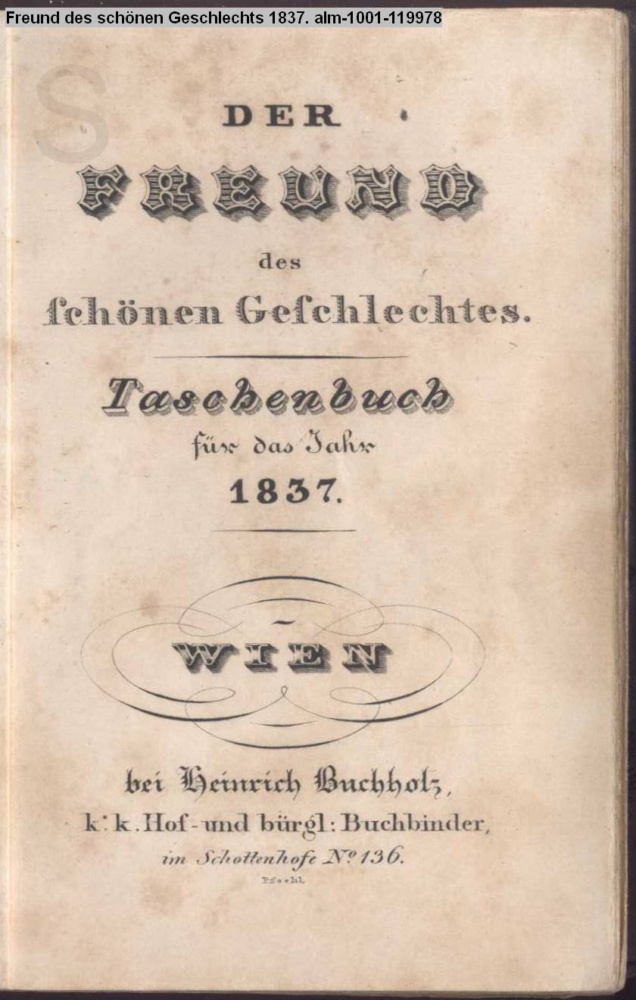 Freund des schönen Geschlechts 1837. alm-1001-119978
S
DER
FREUND
des
ſchönen Geſchlechtes.
Taschenbuch
für das Jahr
1837.
WIEN
bei Heinrich Buchholz,
k. k. Hof- und bürgl: Buchbinder,
im Schottenhofe No 136.